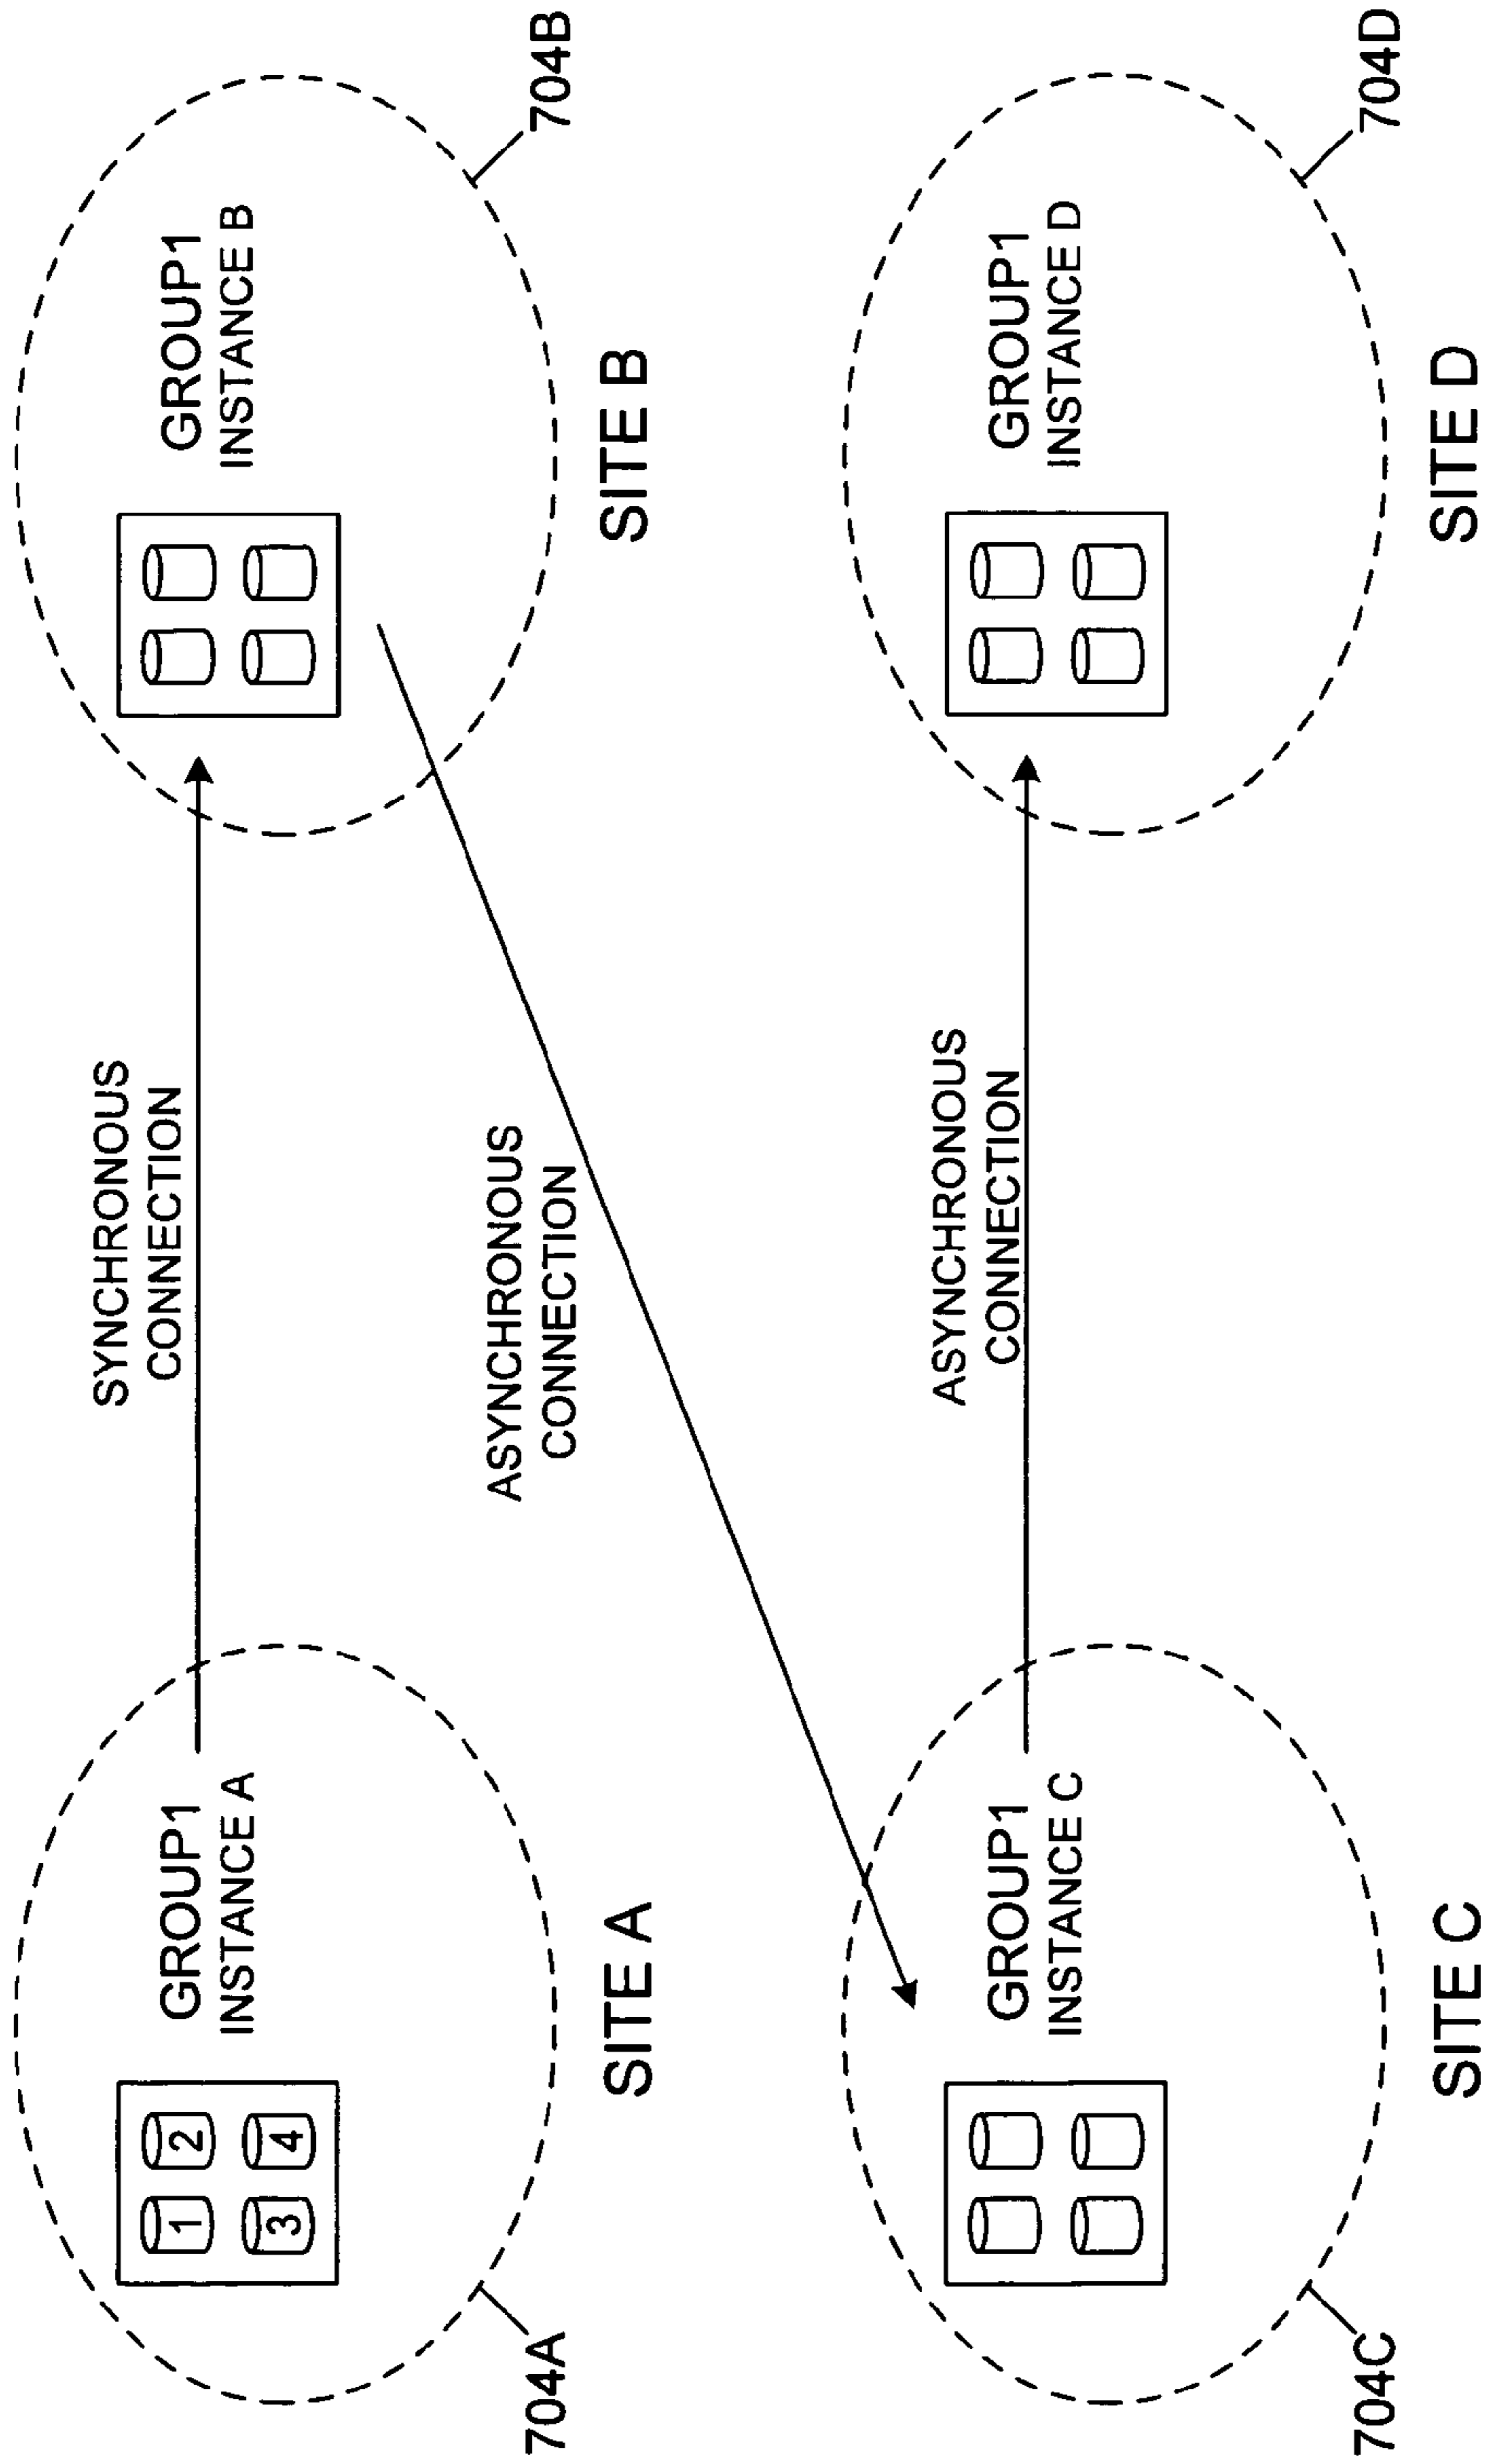 1
2
3
4
GROUP1
INSTANCE A
704A
SITE A
SYNCHRONOUS
CONNECTION
GROUP1
INSTANCE B
704B
SITE B
ASYNCHRONOUS
CONNECTION
GROUP1
INSTANCE C
704C
SITE C
ASYNCHRONOUS
CONNECTION
GROUP1
INSTANCE D
704D
SITE D